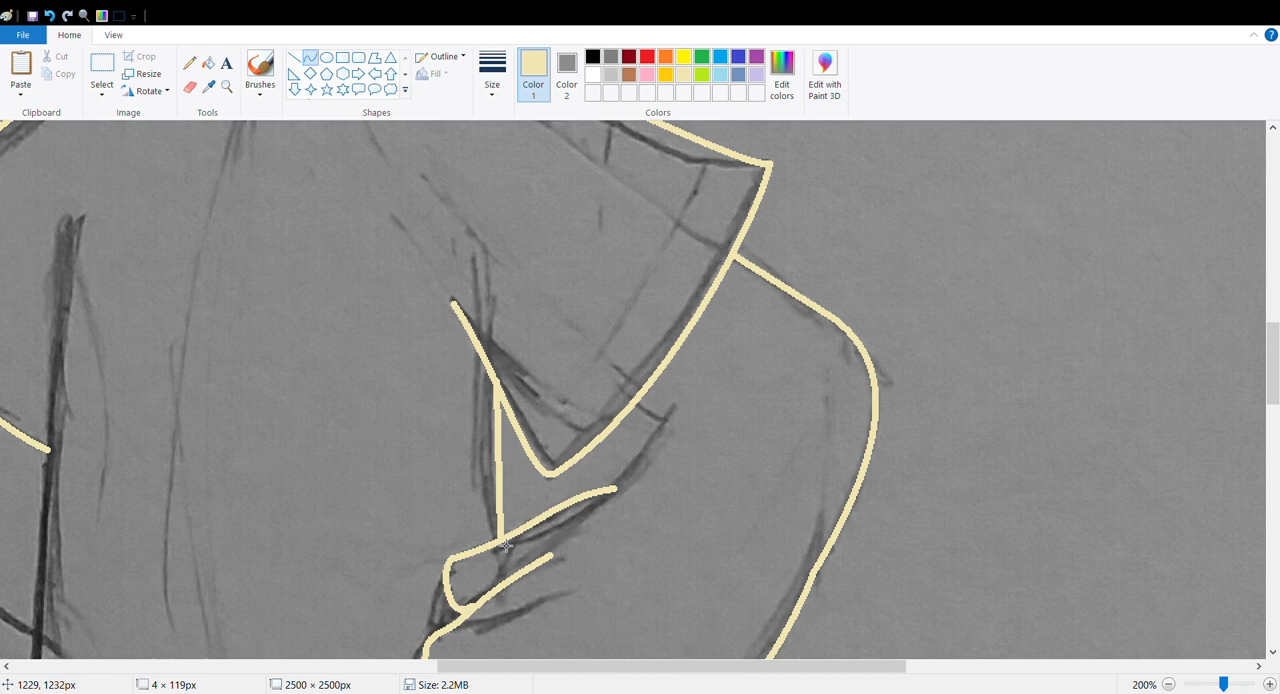 File Home View
Paste
Cut
Copy
Clipboard
Select
Crop
Resize
Rotate
Image
A
Tools
Brushes
Outline
Fill
Shapes
Size
Color 1
Color 2
Edit colors
Colors
Edit with Paint 3D
1229, 1232px 4 × 119px 2500 × 2500px Size: 2.2MB 200%